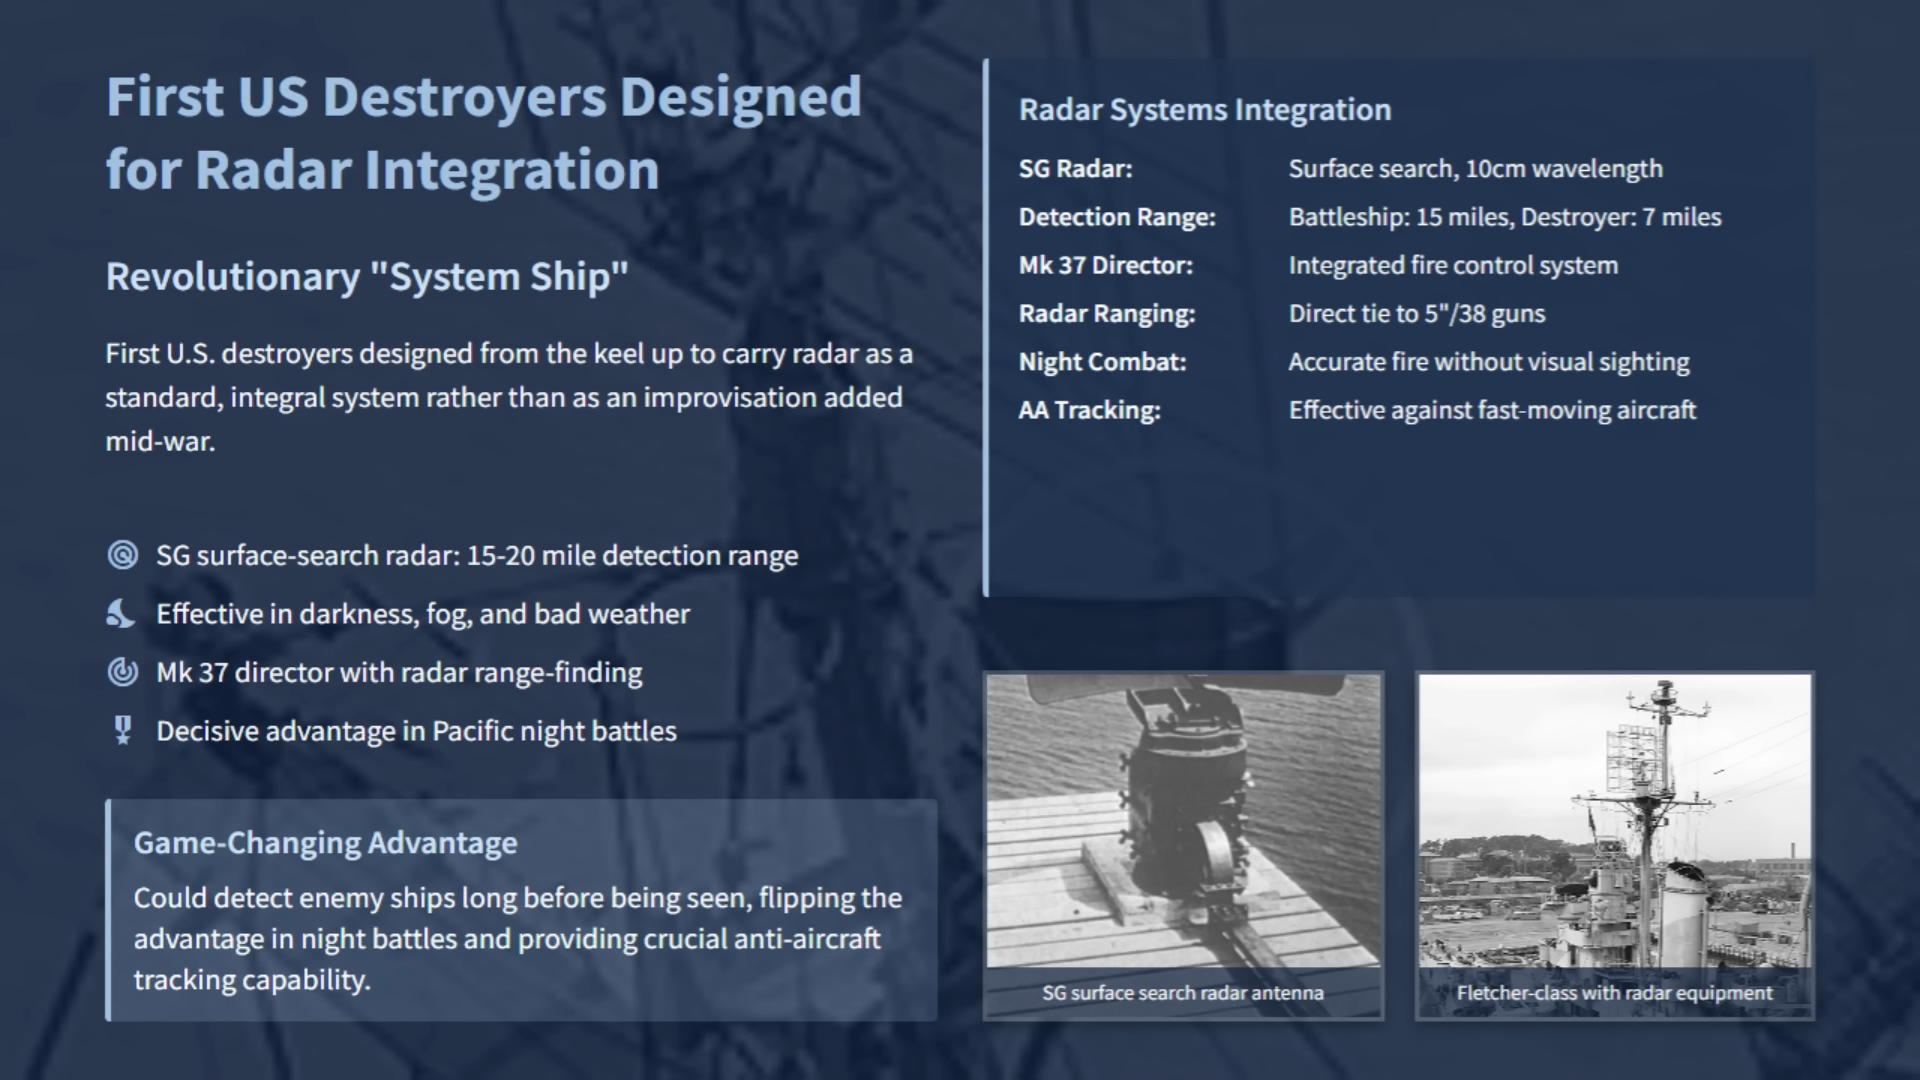 First US Destroyers Designed
for Radar Integration
Revolutionary "System Ship"
First U.S. destroyers designed from the keel up to carry radar as a
standard, integral system rather than as an improvisation added
mid-war.
SG surface-search radar: 15-20 mile detection range
Effective in darkness, fog, and bad weather
Mk 37 director with radar range-finding
Decisive advantage in Pacific night battles
Game-Changing Advantage
Could detect enemy ships long before being seen, flipping the
advantage in night battles and providing crucial anti-aircraft
tracking capability.
Radar Systems Integration
SG Radar: Surface search, 10cm wavelength
Detection Range: Battleship: 15 miles, Destroyer: 7 miles
Mk 37 Director: Integrated fire control system
Radar Ranging: Direct tie to 5"/38 guns
Night Combat: Accurate fire without visual sighting
AA Tracking: Effective against fast-moving aircraft
SG surface search radar antenna
Fletcher-class with radar equipment